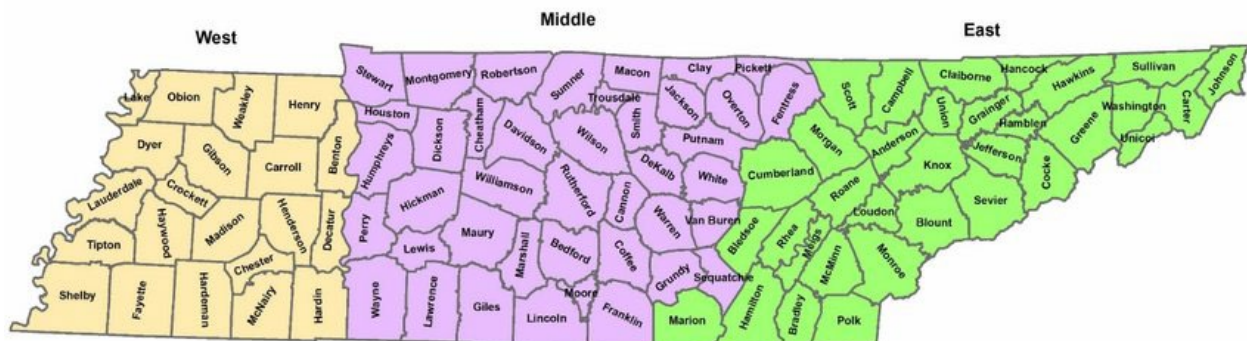 Middle
West
East
Stewart
Montgomery
Robertson
Sumner
Macon
Clay
Pickett
Scott
Campbell
Claiborne
Hancock
Hawkins
Sullivan
Johnson
Lake
Obion
Weakley
Henry
Houston
Cheatham
Trousdale
Smith
Jackson
Overton
Fentress
Union
Grainger
Hamblen
Greene
Washington
Carter
Unicoi
Dyer
Gibson
Carroll
Benton
Humphreys
Dickson
Davidson
Wilson
Putnam
Morgan
Anderson
Knox
Jefferson
Cocke
Lauderdale
Crockett
Hickman
Williamson
Rutherford
Cannon
DeKalb
White
Cumberland
Roane
Loudon
Blount
Sevier
Tipton
Haywood
Madison
Henderson
Decatur
Perry
Lewis
Maury
Marshall
Bedford
Coffee
Warren
Van Buren
Bledsoe
Rhea
Meigs
McMinn
Monroe
Shelby
Fayette
Hardeman
Chester
McNairy
Hardin
Wayne
Lawrence
Giles
Lincoln
Moore
Franklin
Grundy
Sequatchie
Marion
Hamilton
Bradley
Polk